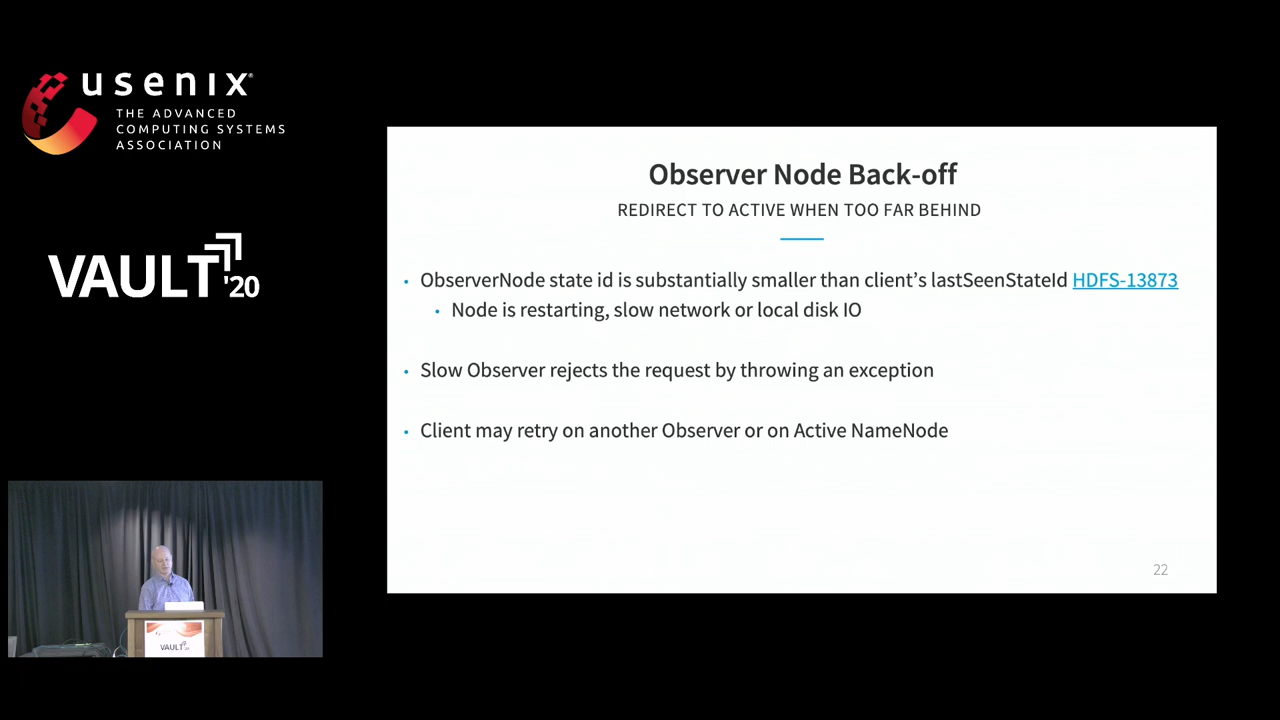 usenix
THE ADVANCED
COMPUTING SYSTEMS
ASSOCIATION
VAULT '20
Observer Node Back-off
REDIRECT TO ACTIVE WHEN TOO FAR BEHIND
• ObserverNode state id is substantially smaller than client's lastSeenStateId HDFS-13873
• Node is restarting, slow network or local disk IO
• Slow Observer rejects the request by throwing an exception
• Client may retry on another Observer or on Active NameNode
22
VAULT'20